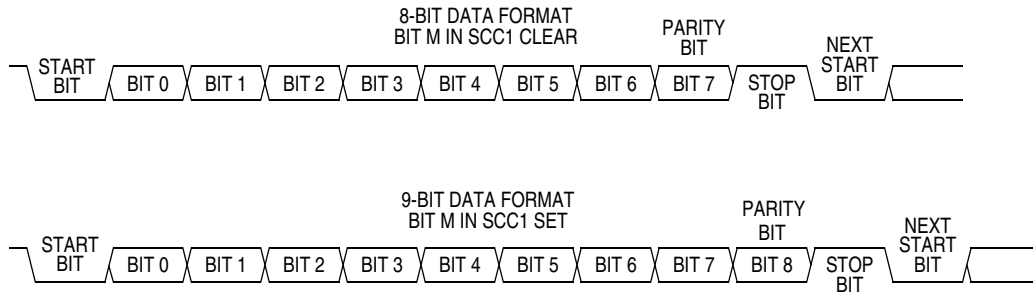 8-BIT DATA FORMAT
BIT M IN SCC1 CLEAR
PARITY
BIT
START
BIT
BIT 0
BIT 1
BIT 2
BIT 3
BIT 4
BIT 5
BIT 6
BIT 7
STOP
BIT
NEXT
START
BIT
9-BIT DATA FORMAT
BIT M IN SCC1 SET
PARITY
BIT
START
BIT
BIT 0
BIT 1
BIT 2
BIT 3
BIT 4
BIT 5
BIT 6
BIT 7
BIT 8
STOP
BIT
NEXT
START
BIT